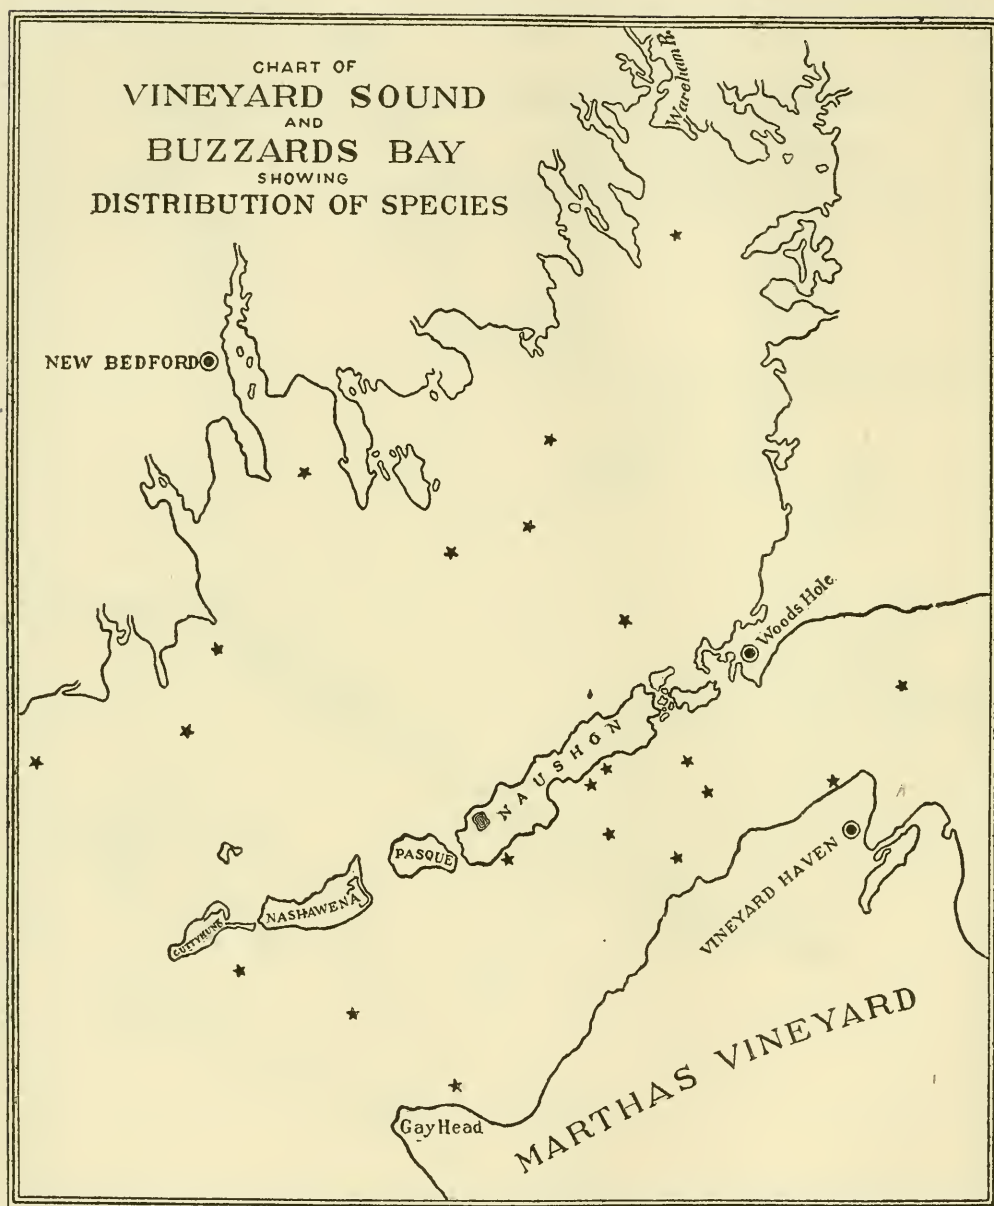 CHART OF
VINEYARD SOUND
AND
BUZZARDS BAY
SHOWING
DISTRIBUTION OF SPECIES
Wareham R.
NEW BEDFORD
Woods Hole.
NAUSHON
PASQUE
NASHAWENA
CUTTYHUNK
VINEYARD HAVEN
MARTHAS VINEYARD
Gay Head